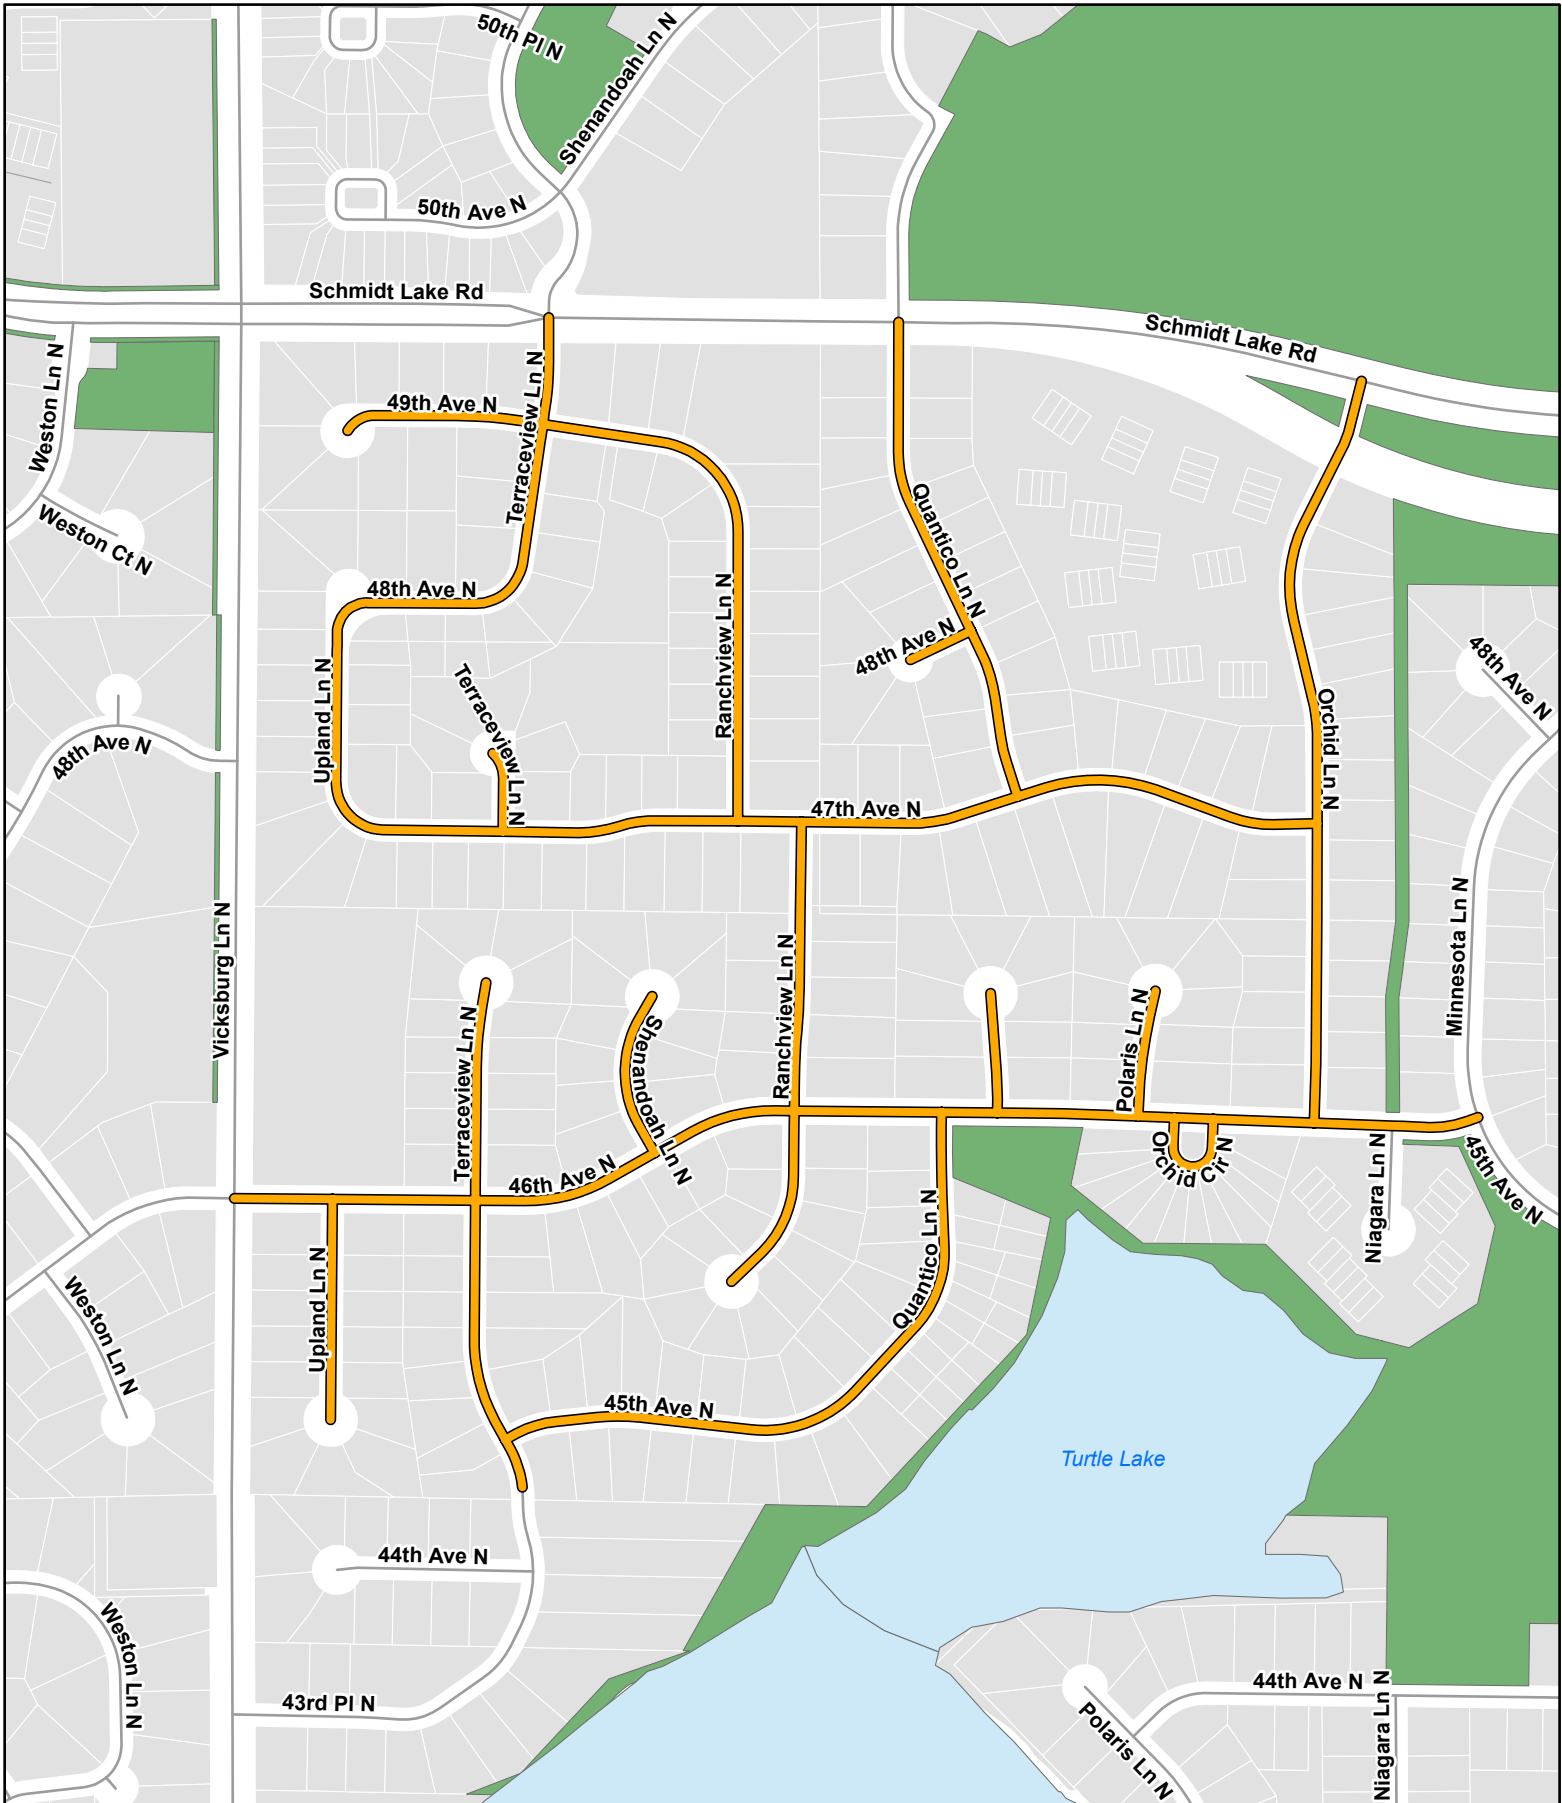 50th Pl N
Shenandoah Ln N
50th Ave N
Schmidt Lake Rd
Schmidt Lake Rd
Weston Ln N
49th Ave N
Terraceview Ln N
Weston Ct N
Quantico Ln N
48th Ave N
Ranchview Ln N
48th Ave N
Upland Ln N
Terraceview Ln N
48th Ave N
Orchid Ln N
48th Ave N
47th Ave N
Vicksburg Ln N
Minnesota Ln N
Ranchview Ln N
Terraceview Ln N
Shenandoah Ln N
Polaris Ln N
46th Ave N
Orchid Cir N
Niagara Ln N
45th Ave N
Quantico Ln N
Upland Ln N
Weston Ln N
45th Ave N
Turtle Lake
44th Ave N
Weston Ln N
43rd Pl N
44th Ave N
Polaris Ln N
Niagara Ln N